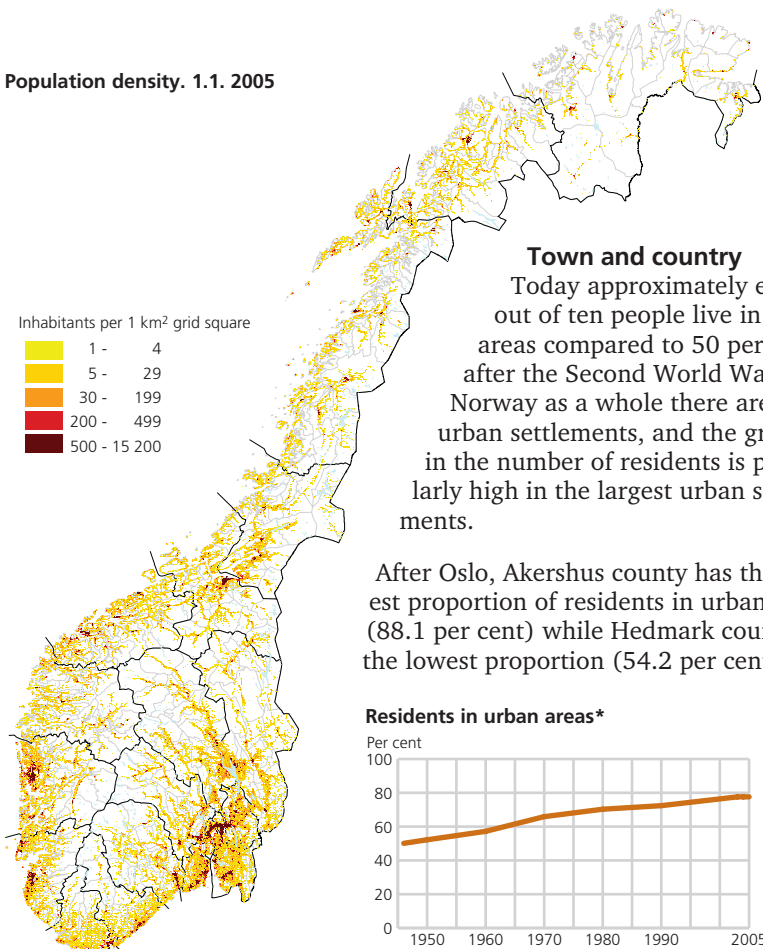 Population density. 1.1. 2005
Inhabitants per 1 km² grid square
1 - 4
5 - 29
30 - 199
200 - 499
500 - 15 200
Town and country
Today approximately e
out of ten people live in
areas compared to 50 per
after the Second World Wa
Norway as a whole there are
urban settlements, and the gr
in the number of residents is p
larly high in the largest urban s
ments.
After Oslo, Akershus county has th
est proportion of residents in urban
(88.1 per cent) while Hedmark cou
the lowest proportion (54.2 per cen
Residents in urban areas*
Per cent
100
80
60
40
20
0
1950 1960 1970 1980 1990 2005